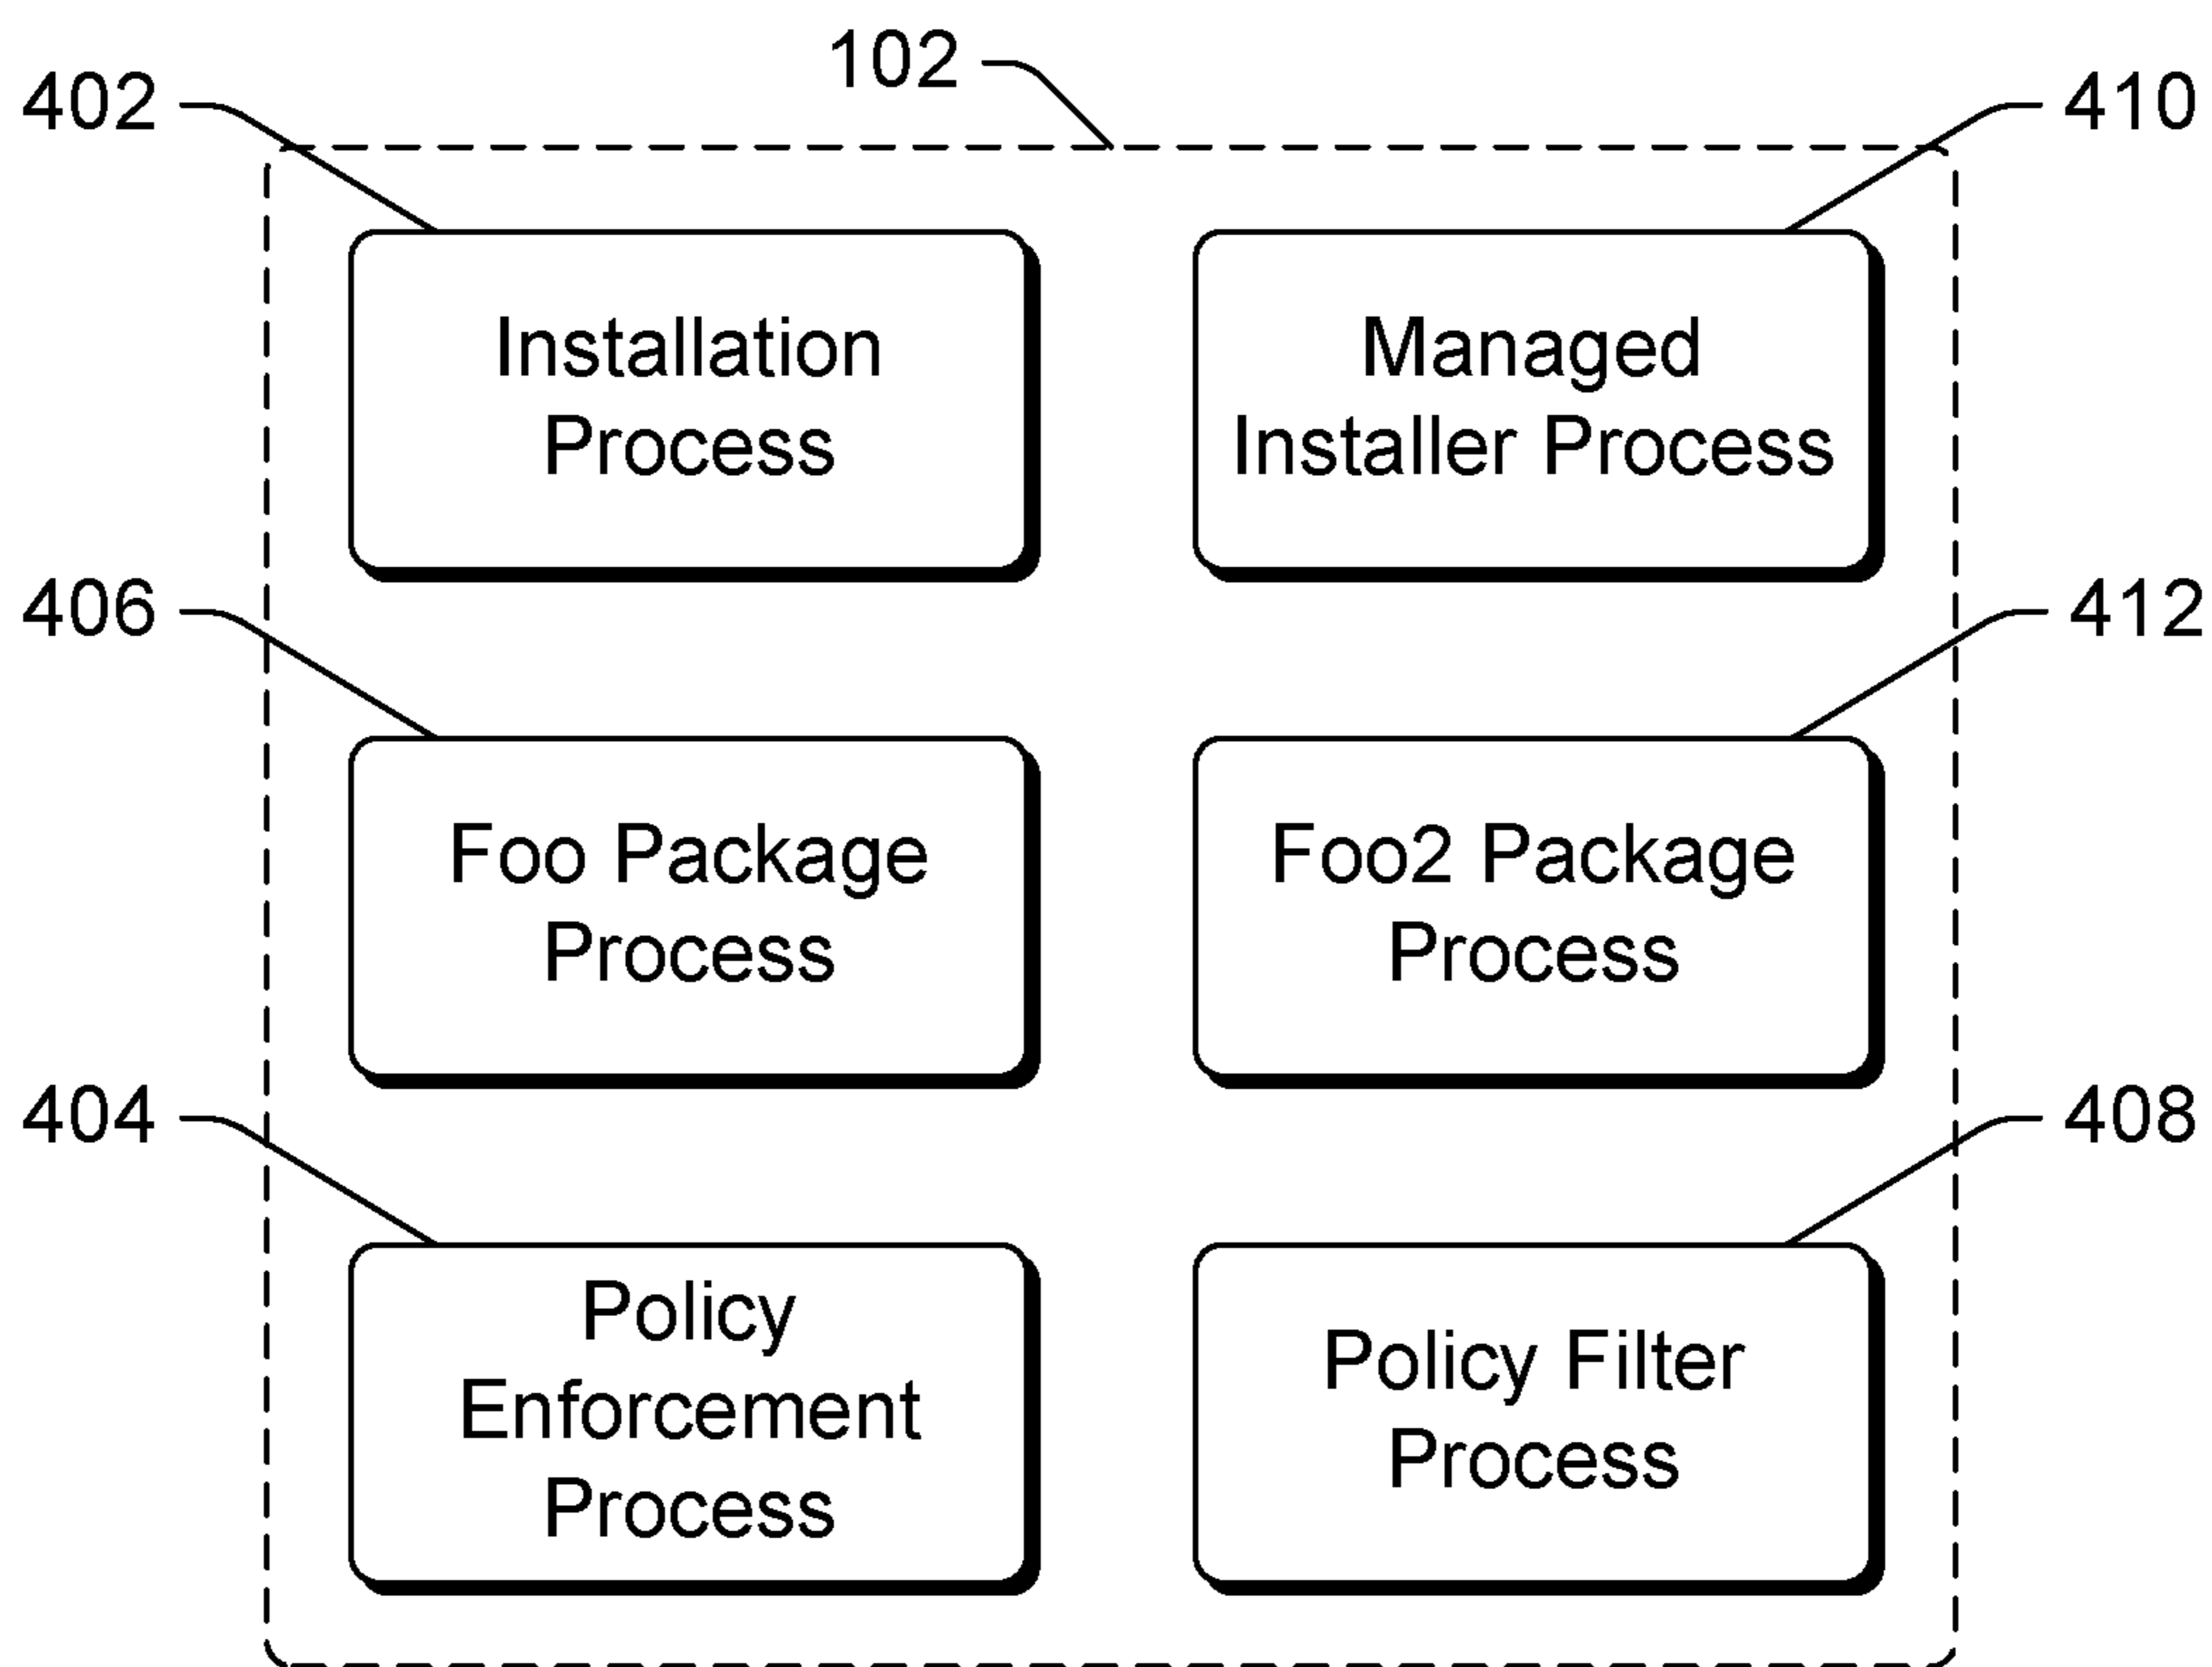 102
402
410
Installation
Process
Managed
Installer Process
406
412
Foo Package
Process
Foo2 Package
Process
404
408
Policy
Enforcement
Process
Policy Filter
Process